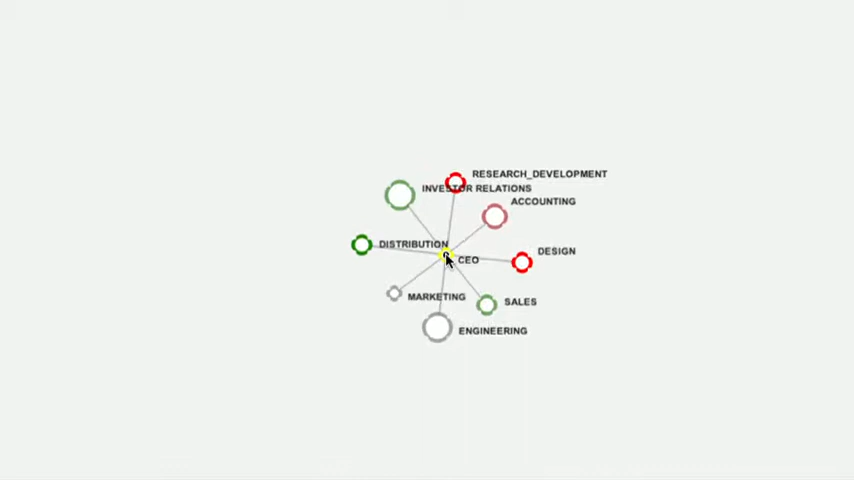 RESEARCH_DEVELOPMENT
INVESTOR RELATIONS
ACCOUNTING
DISTRIBUTION
DESIGN
CEO
MARKETING
SALES
ENGINEERING